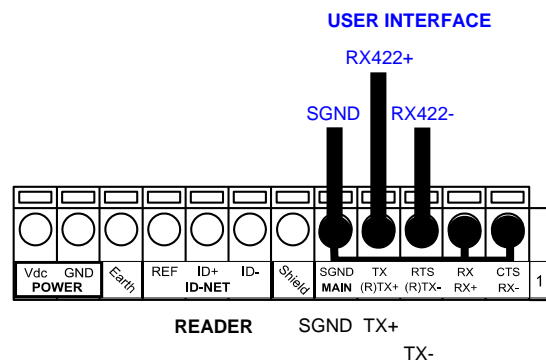 USER INTERFACE
RX422+
SGND RX422-
Vdc GND Earth REF ID+ ID- Shield SGND TX RTS RX CTS
POWER ID-NET MAIN (R)TX+ (R)TX- RX+ RX- 1
READER SGND TX+
TX-